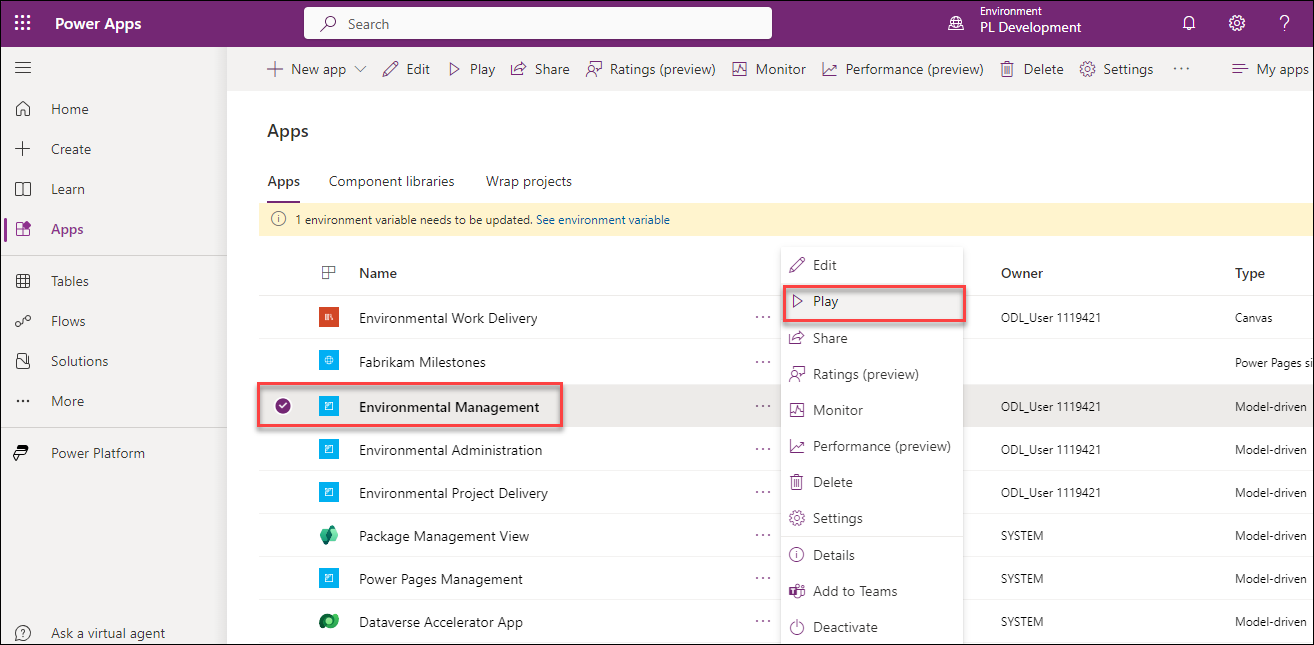 Power Apps
Search
Environment
PL Development
?
New app
Edit
Play
Share
Ratings (preview)
Monitor
Performance (preview)
Delete
Settings
...
My apps
Home
Create
Learn
Apps
Tables
Flows
Solutions
More
Power Platform
Ask a virtual agent
Apps
Apps Component libraries Wrap projects
1 environment variable needs to be updated. See environment variable
Name Owner Type
Environmental Work Delivery ... ODL_User 1119421 Canvas
Fabrikam Milestones ... Power Pages si
Environmental Management ... ODL_User 1119421 Model-driven
Environmental Administration ... ODL_User 1119421 Model-driven
Environmental Project Delivery ... ODL_User 1119421 Model-driven
Package Management View ... SYSTEM Model-driven
Power Pages Management ... SYSTEM Model-driven
Dataverse Accelerator App ... SYSTEM Model-driven
Edit
Play
Share
Ratings (preview)
Monitor
Performance (preview)
Delete
Settings
Details
Add to Teams
Deactivate